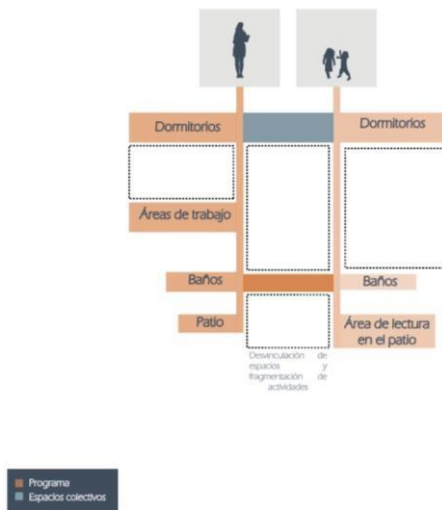 Dormitorios
Dormitorios
Áreas de trabajo
Baños
Baños
Patio
Área de lectura
en el patio
Desvinculación de
espacios y
fragmentación de
actividades
Programa
Espacios colectivos